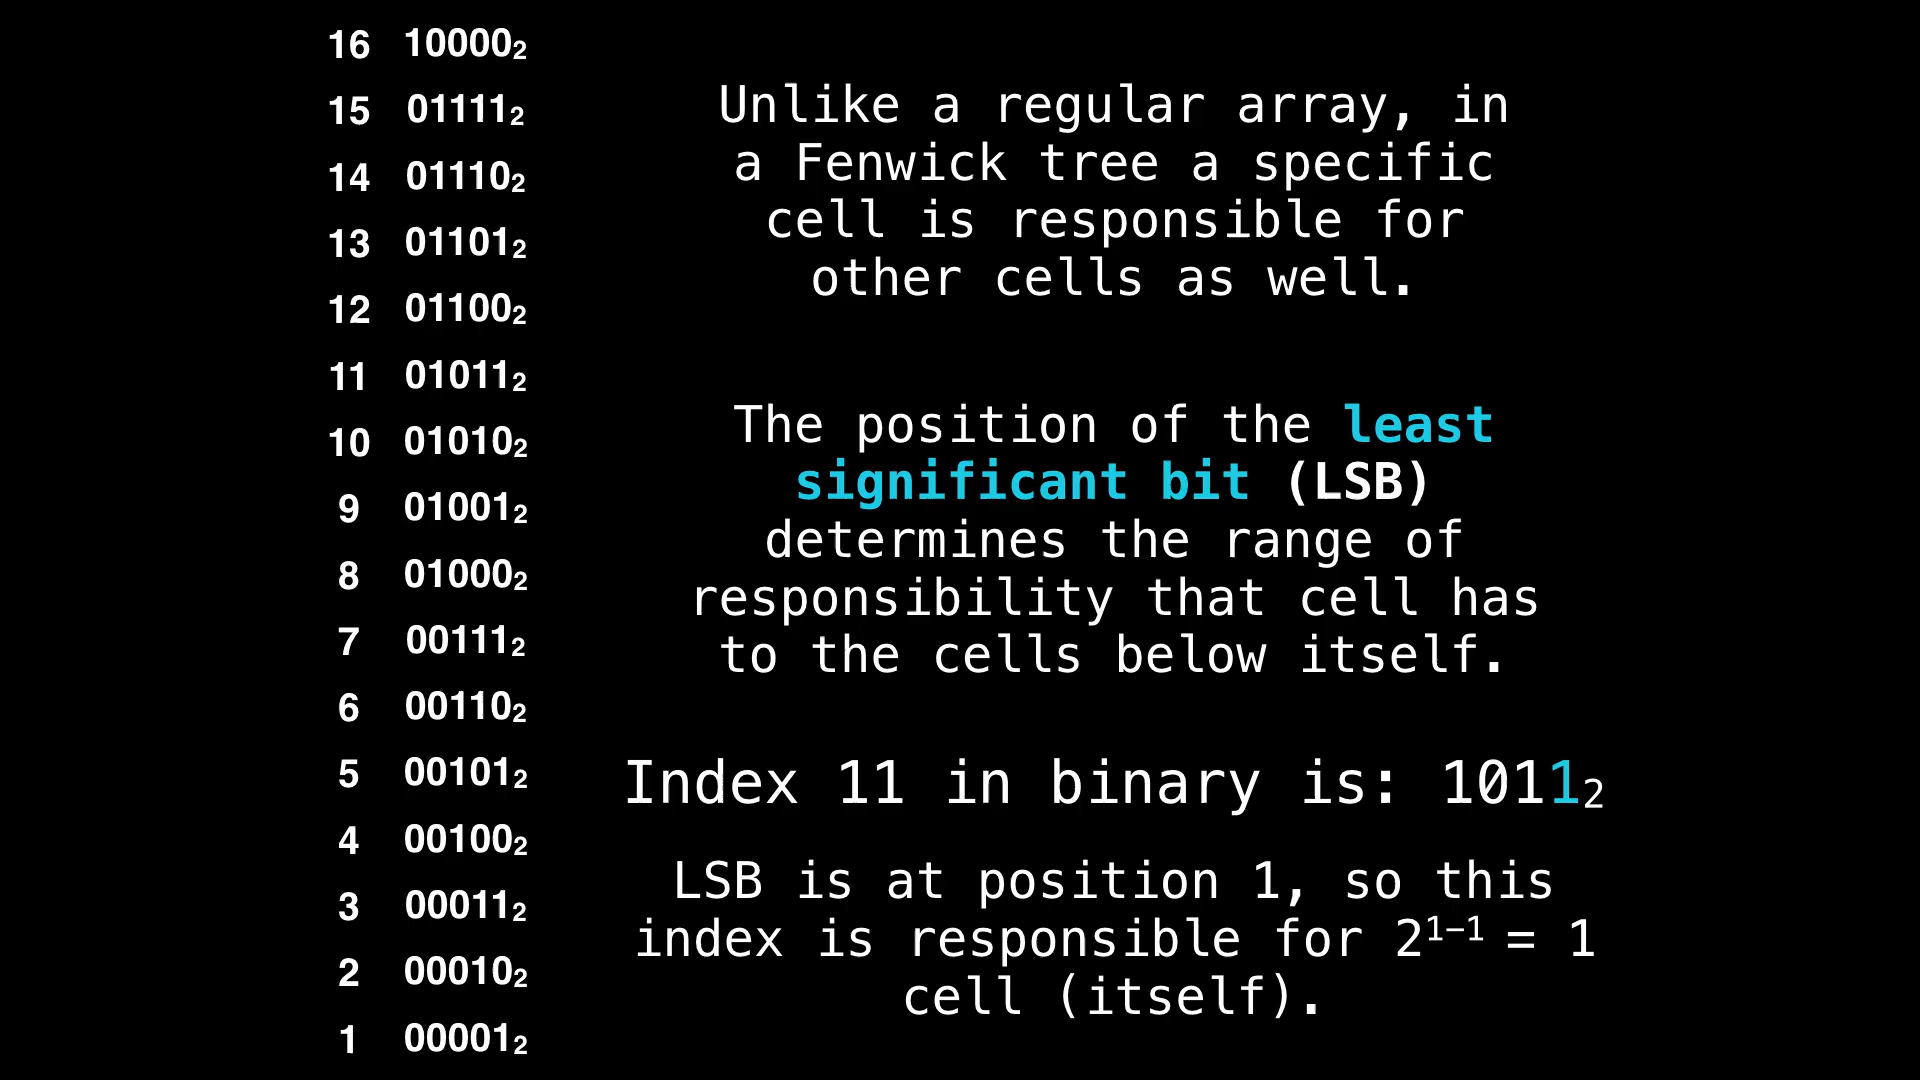 16 10000₂
15 01111₂
14 01110₂
13 01101₂
12 01100₂
11 01011₂
10 01010₂
9 01001₂
8 01000₂
7 00111₂
6 00110₂
5 00101₂
4 00100₂
3 00011₂
2 00010₂
1 00001₂
Unlike a regular array, in
a Fenwick tree a specific
cell is responsible for
other cells as well.
The position of the least
significant bit (LSB)
determines the range of
responsibility that cell has
to the cells below itself.
Index 11 in binary is: 1011₂
LSB is at position 1, so this
index is responsible for 2¹⁻¹ = 1
cell (itself).